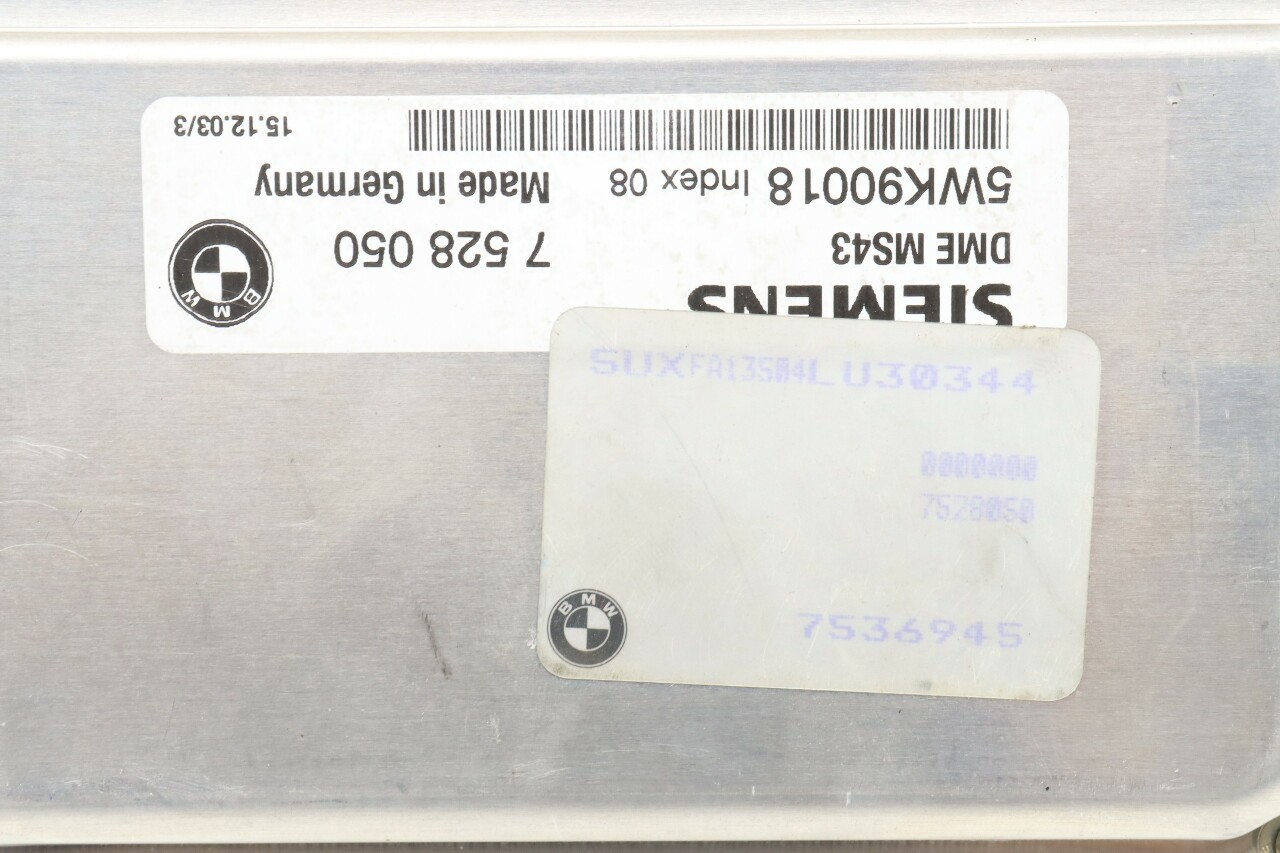 SIEMENS
DME MS43
7 528 050
5WK90018 Index 08
Made in Germany
15.12.03/3
BMW
5UXFA13504LU30344
0000000
7528050
7536945
BMW